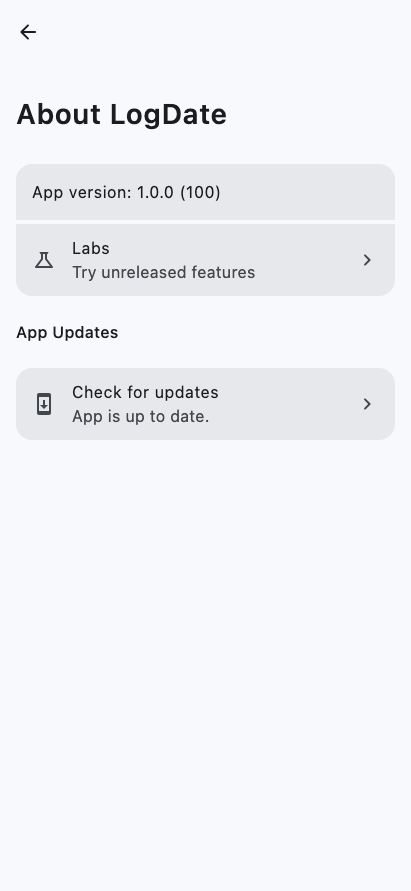 About LogDate
App version: 1.0.0 (100)
Labs
Try unreleased features
App Updates
Check for updates
App is up to date.